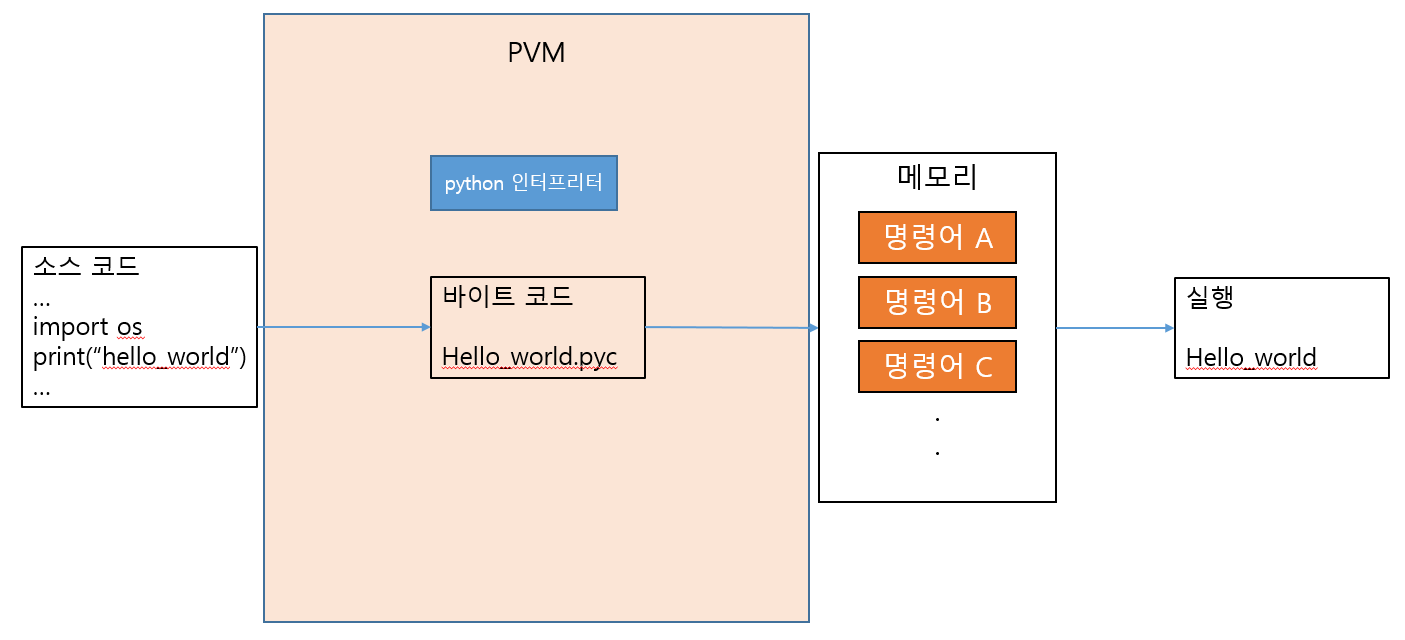 PVM
python 인터프리터
소스 코드
...
import os
print(“hello_world”)
...
바이트 코드
Hello_world.pyc
메모리
명령어 A
명령어 B
명령어 C
.
.
실행
Hello_world